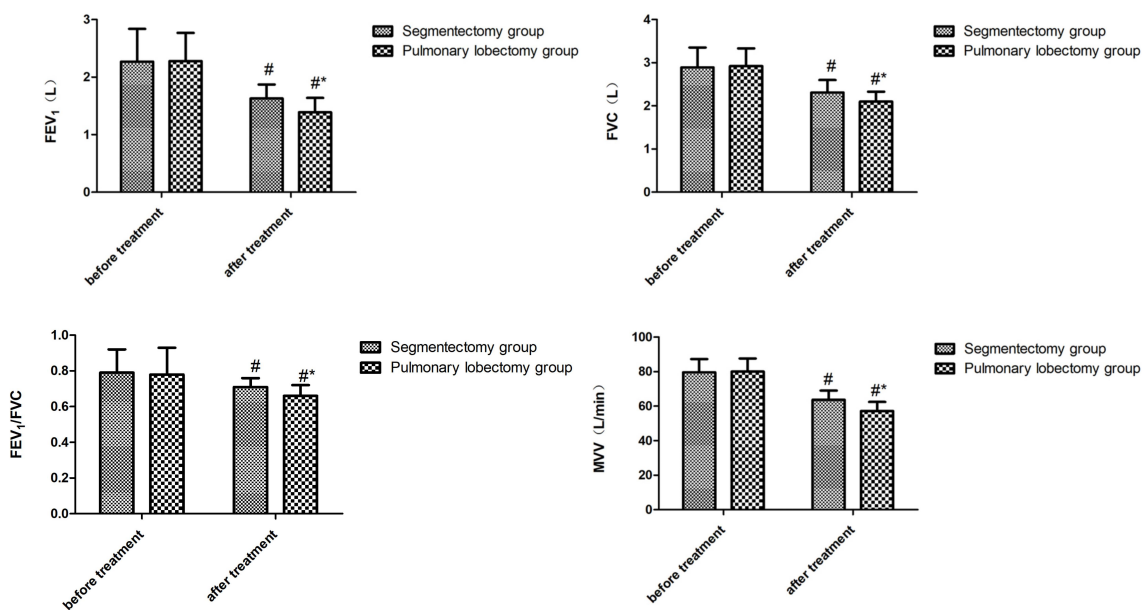 3
2
1
0
FEV₁（L）
#
#*
before treatment
after treatment
Segmentectomy group
Pulmonary lobectomy group
4
3
2
1
0
FVC（L）
#
#*
before treatment
after treatment
Segmentectomy group
Pulmonary lobectomy group
1.0
0.8
0.6
0.4
0.2
0.0
FEV₁/FVC
#
#*
before treatment
after treatment
Segmentectomy group
Pulmonary lobectomy group
100
80
60
40
20
0
MVV（L/min）
#
#*
before treatment
after treatment
Segmentectomy group
Pulmonary lobectomy group